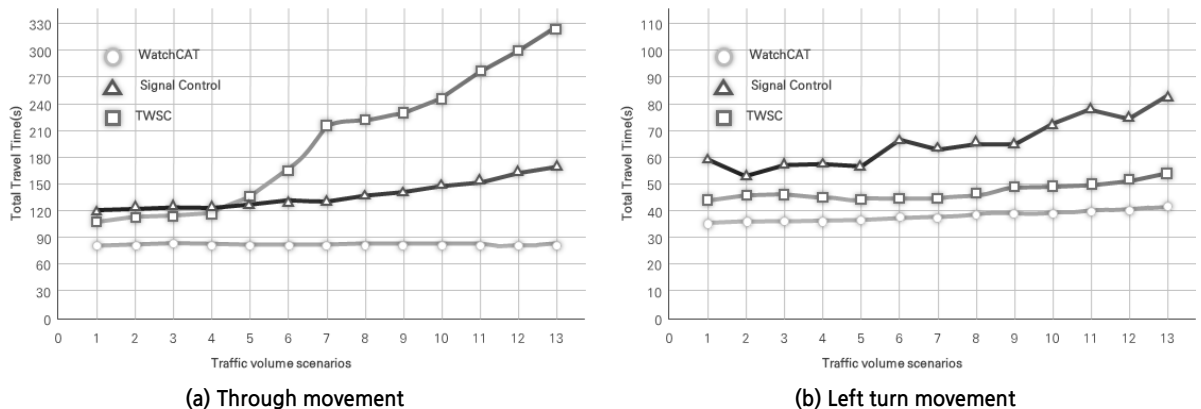 330
300
270
240
210
180
150
120
90
60
30
0
Total Travel Time(s)
WatchCAT
Signal Control
TWSC
0 1 2 3 4 5 6 7 8 9 10 11 12 13
Traffic volume scenarios
(a) Through movement
110
100
90
80
70
60
50
40
30
20
10
0
Total Travel Time(s)
WatchCAT
Signal Control
TWSC
0 1 2 3 4 5 6 7 8 9 10 11 12 13
Traffic volume scenarios
(b) Left turn movement